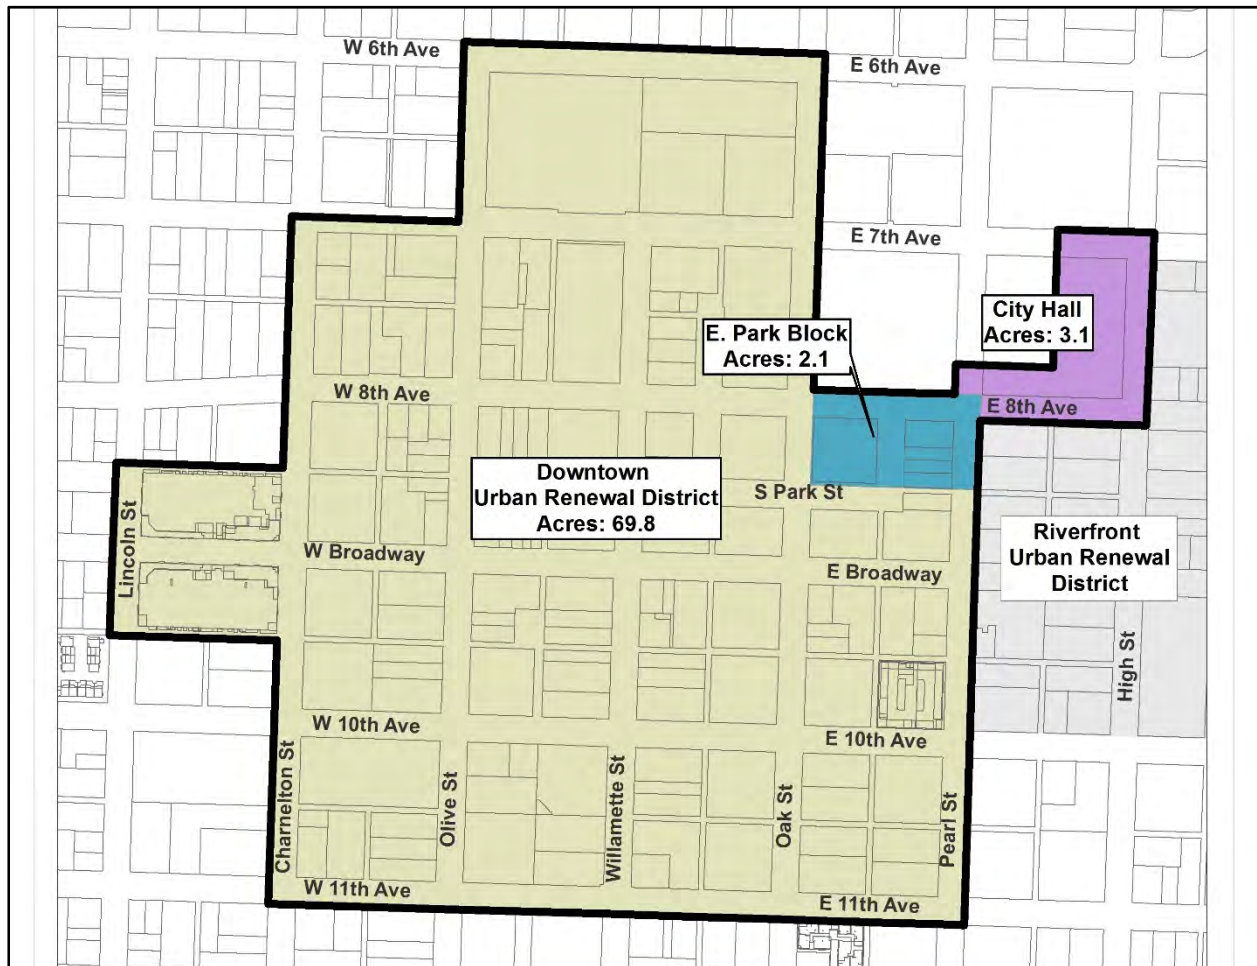 W 6th Ave
E 6th Ave
E 7th Ave
City Hall
Acres: 3.1
E. Park Block
Acres: 2.1
W 8th Ave
E 8th Ave
Downtown
Urban Renewal District
Acres: 69.8
S Park St
Lincoln St
W Broadway
E Broadway
Riverfront
Urban Renewal
District
High St
W 10th Ave
E 10th Ave
Charnelton St
Olive St
Willamette St
Oak St
Pearl St
W 11th Ave
E 11th Ave